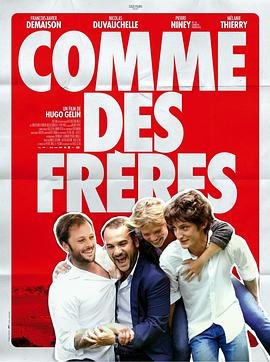 FRANÇOIS-XAVIER NICOLAS PIERRE MÉLANIE
DEMAISON DUVAUCHELLE NINEY THIERRY
COMME
UN FILM DE
HUGO GÉLIN
DES
FRÈRES